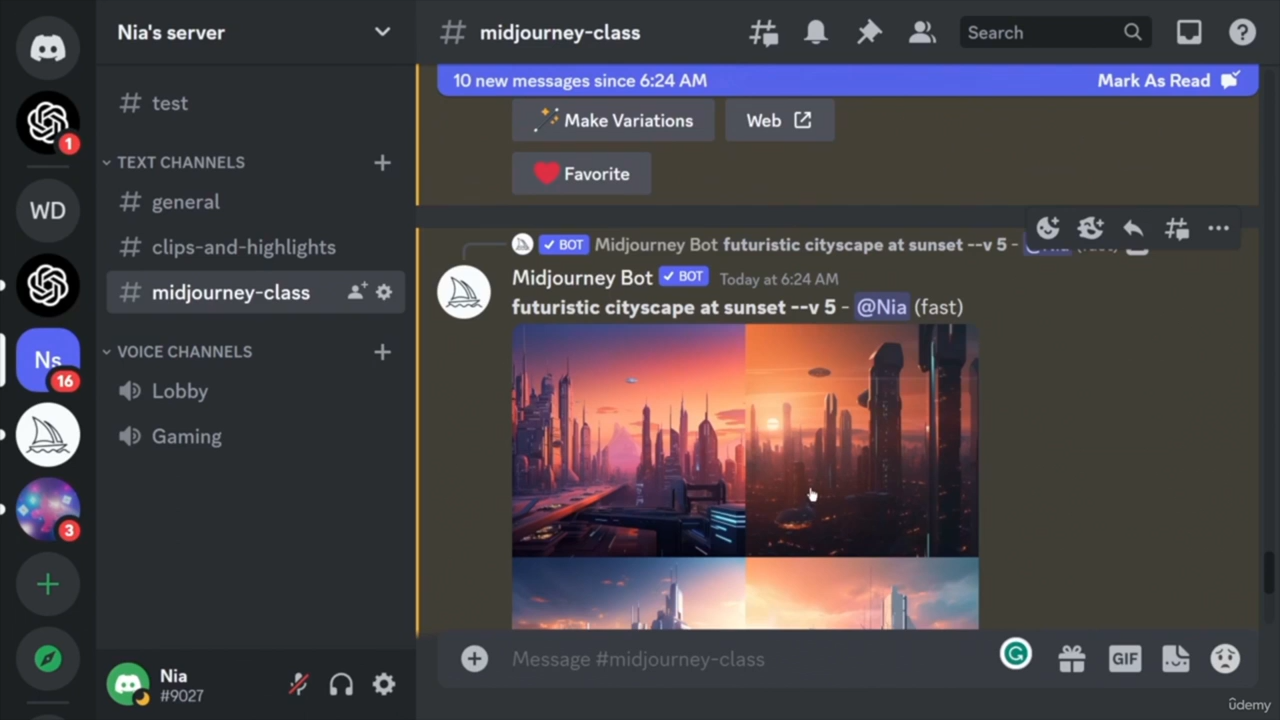 Nia's server
# midjourney-class
Search
10 new messages since 6:24 AM
Mark As Read
1
WD
Ns
16
3
# test
TEXT CHANNELS
# general
# clips-and-highlights
# midjourney-class
VOICE CHANNELS
Lobby
Gaming
Nia
#9027
Make Variations
Web
Favorite
BOT Midjourney Bot futuristic cityscape at sunset --v 5 -
Midjourney Bot BOT Today at 6:24 AM
futuristic cityscape at sunset --v 5 - @Nia (fast)
Message #midjourney-class
GIF
ûdemy